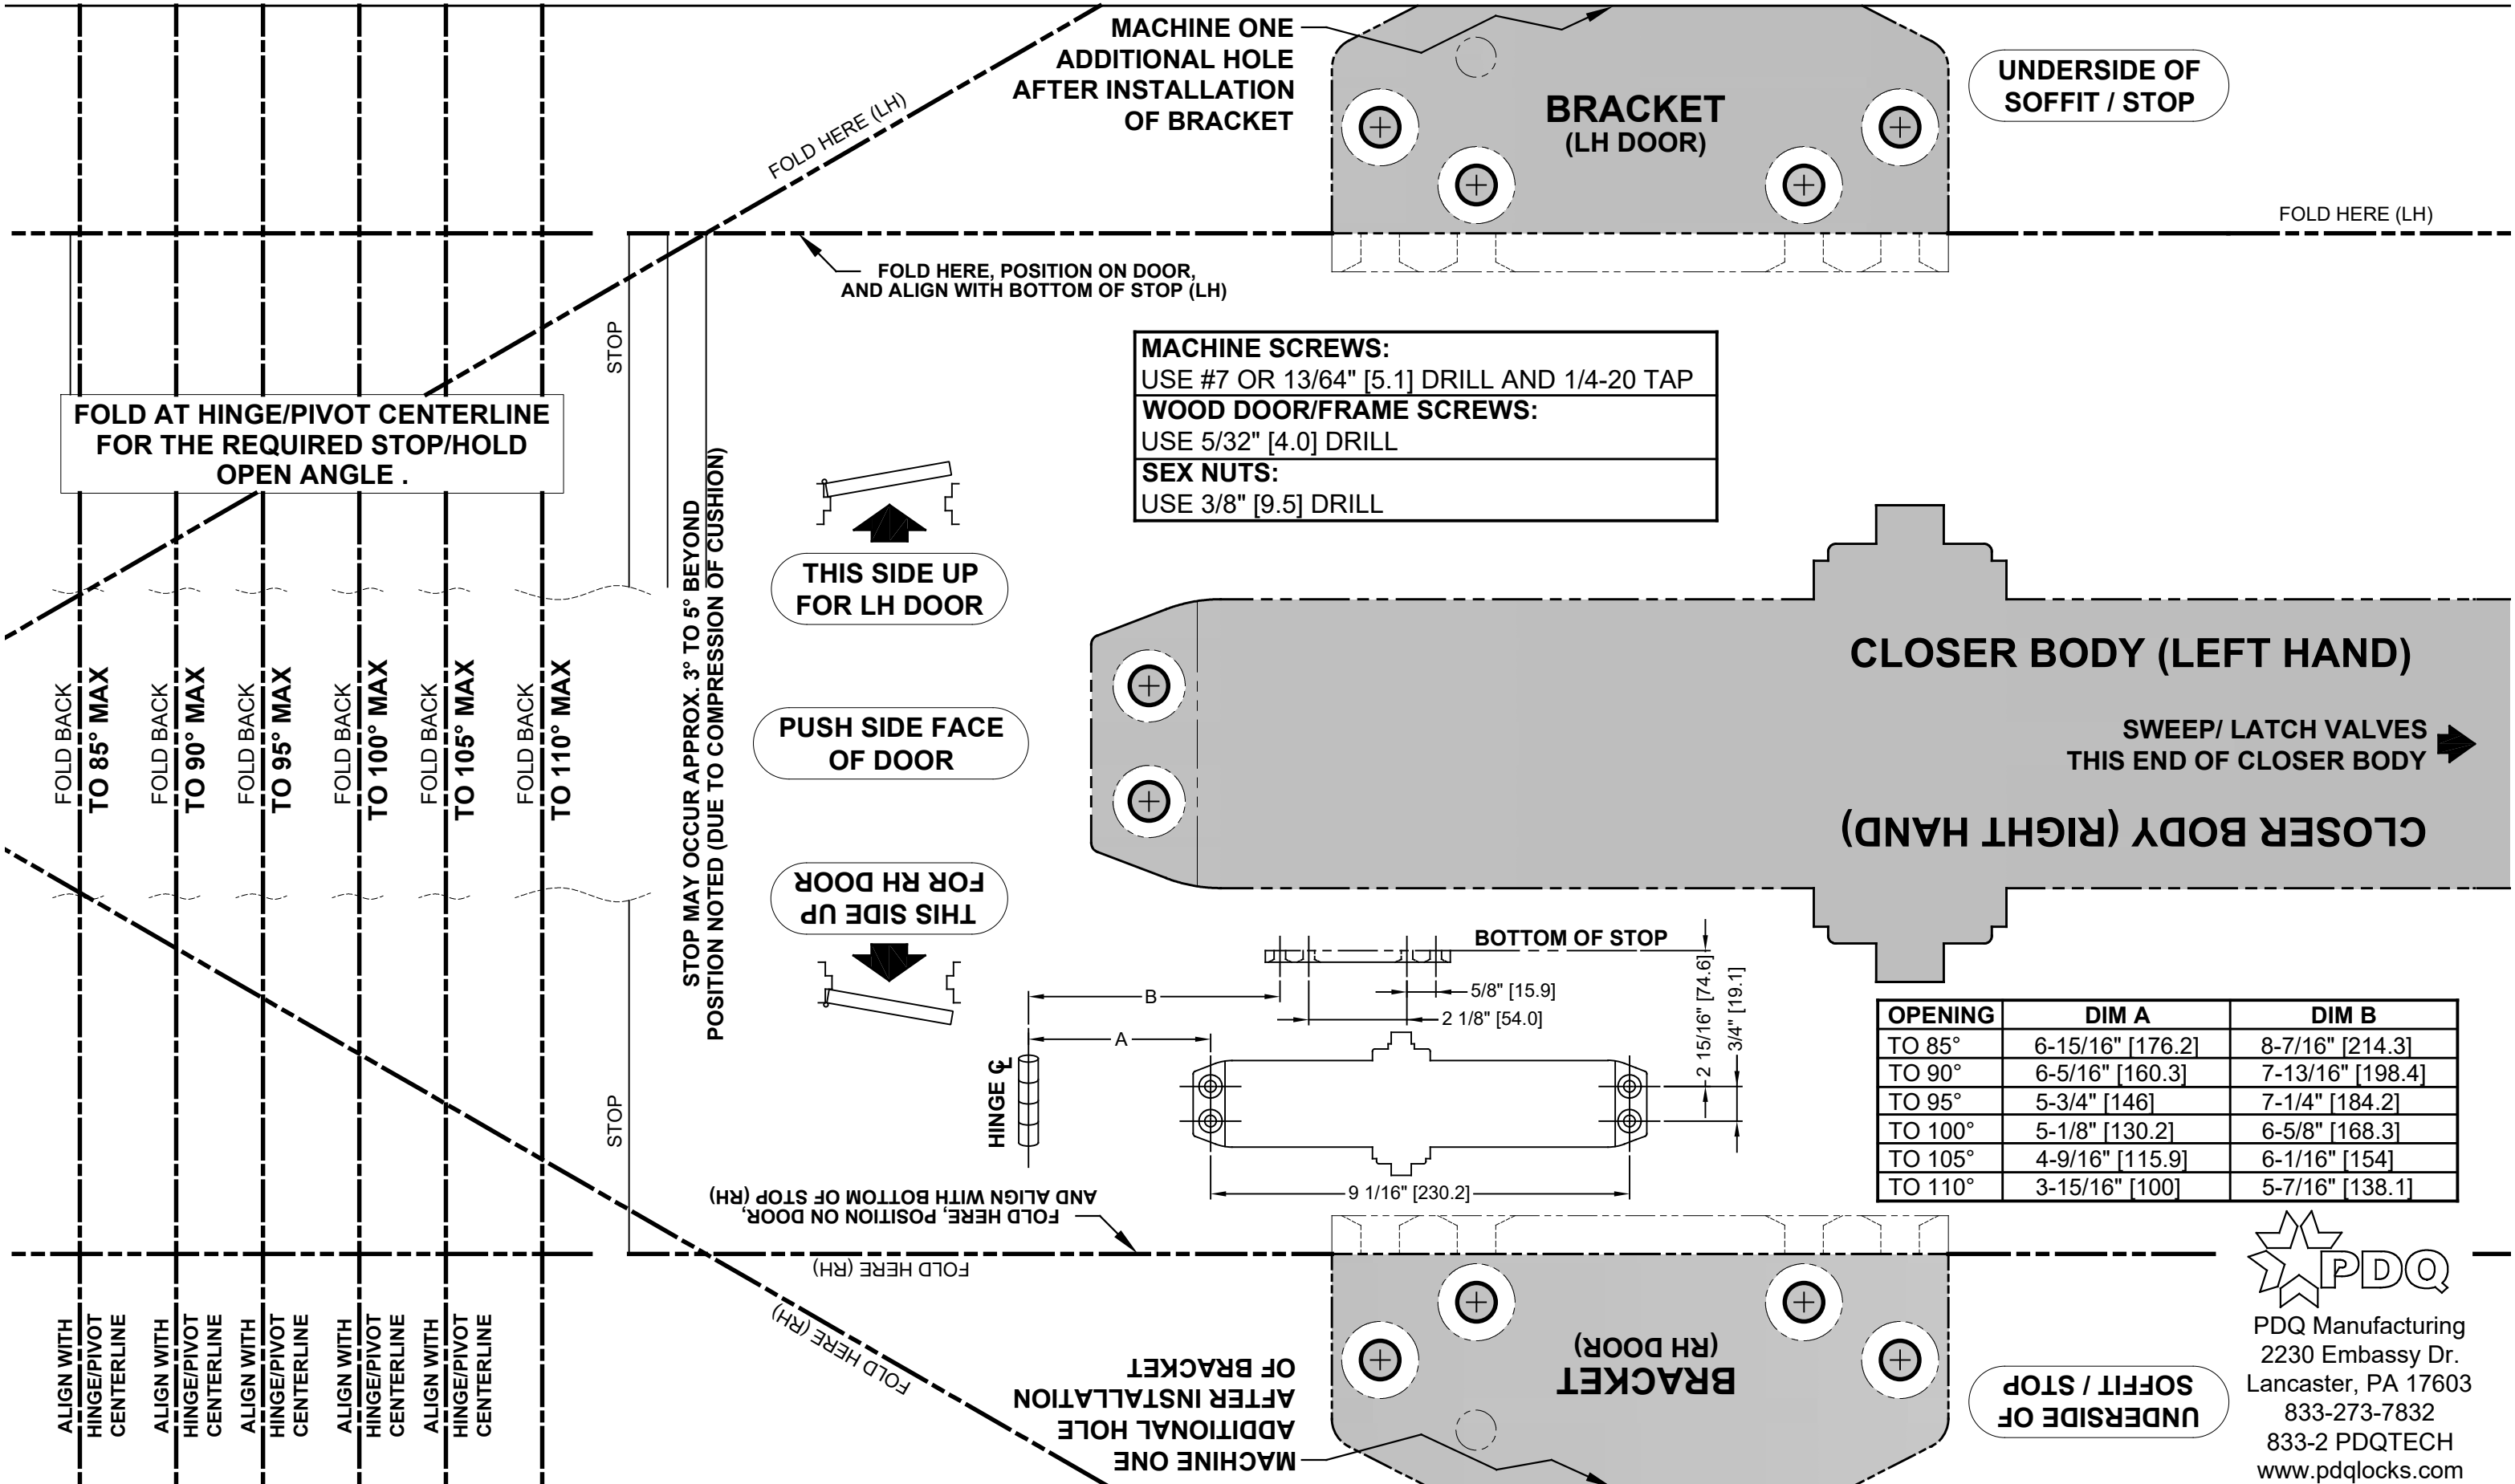 MACHINE ONE
ADDITIONAL HOLE
AFTER INSTALLATION
OF BRACKET
BRACKET
(LH DOOR)
UNDERSIDE OF
SOFFIT / STOP
FOLD HERE (LH)
FOLD HERE (LH)
FOLD HERE, POSITION ON DOOR,
AND ALIGN WITH BOTTOM OF STOP (LH)
STOP
FOLD AT HINGE/PIVOT CENTERLINE
FOR THE REQUIRED STOP/HOLD
OPEN ANGLE .
MACHINE SCREWS:
USE #7 OR 13/64" [5.1] DRILL AND 1/4-20 TAP
WOOD DOOR/FRAME SCREWS:
USE 5/32" [4.0] DRILL
SEX NUTS:
USE 3/8" [9.5] DRILL
STOP MAY OCCUR APPROX. 3° TO 5° BEYOND
POSITION NOTED (DUE TO COMPRESSION OF CUSHION)
THIS SIDE UP
FOR LH DOOR
PUSH SIDE FACE
OF DOOR
THIS SIDE UP
FOR RH DOOR
FOLD BACK
TO 85° MAX
FOLD BACK
TO 90° MAX
FOLD BACK
TO 95° MAX
FOLD BACK
TO 100° MAX
FOLD BACK
TO 105° MAX
FOLD BACK
TO 110° MAX
CLOSER BODY (LEFT HAND)
SWEEP/ LATCH VALVES
THIS END OF CLOSER BODY
CLOSER BODY (RIGHT HAND)
BOTTOM OF STOP
B
5/8" [15.9]
2 1/8" [54.0]
A
2 15/16" [74.6]
3/4" [19.1]
HINGE CL
9 1/16" [230.2]
OPENING DIM A DIM B
TO 85° 6-15/16" [176.2] 8-7/16" [214.3]
TO 90° 6-5/16" [160.3] 7-13/16" [198.4]
TO 95° 5-3/4" [146] 7-1/4" [184.2]
TO 100° 5-1/8" [130.2] 6-5/8" [168.3]
TO 105° 4-9/16" [115.9] 6-1/16" [154]
TO 110° 3-15/16" [100] 5-7/16" [138.1]
STOP
FOLD HERE, POSITION ON DOOR,
AND ALIGN WITH BOTTOM OF STOP (RH)
FOLD HERE (RH)
FOLD HERE (RH)
ALIGN WITH
HINGE/PIVOT
CENTERLINE
ALIGN WITH
HINGE/PIVOT
CENTERLINE
ALIGN WITH
HINGE/PIVOT
CENTERLINE
ALIGN WITH
HINGE/PIVOT
CENTERLINE
ALIGN WITH
HINGE/PIVOT
CENTERLINE
MACHINE ONE
ADDITIONAL HOLE
AFTER INSTALLATION
OF BRACKET
BRACKET
(RH DOOR)
UNDERSIDE OF
SOFFIT / STOP
PDQ
PDQ Manufacturing
2230 Embassy Dr.
Lancaster, PA 17603
833-273-7832
833-2 PDQTECH
www.pdqlocks.com